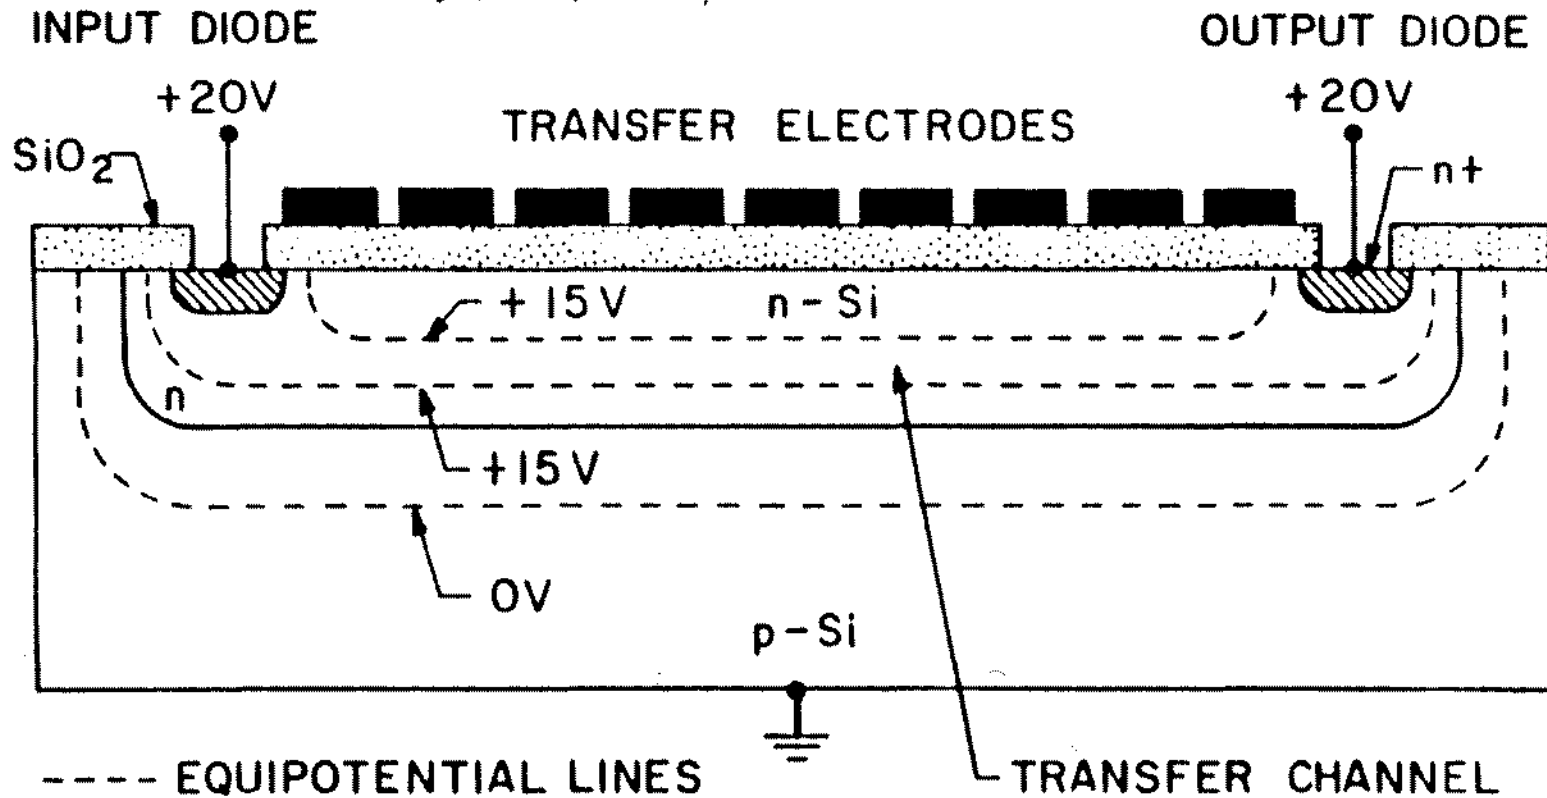 INPUT DIODE
OUTPUT DIODE
+20V
+20V
TRANSFER ELECTRODES
SiO2
n+
+15V
n-Si
n
+15V
0V
p-Si
---- EQUIPOTENTIAL LINES
TRANSFER CHANNEL